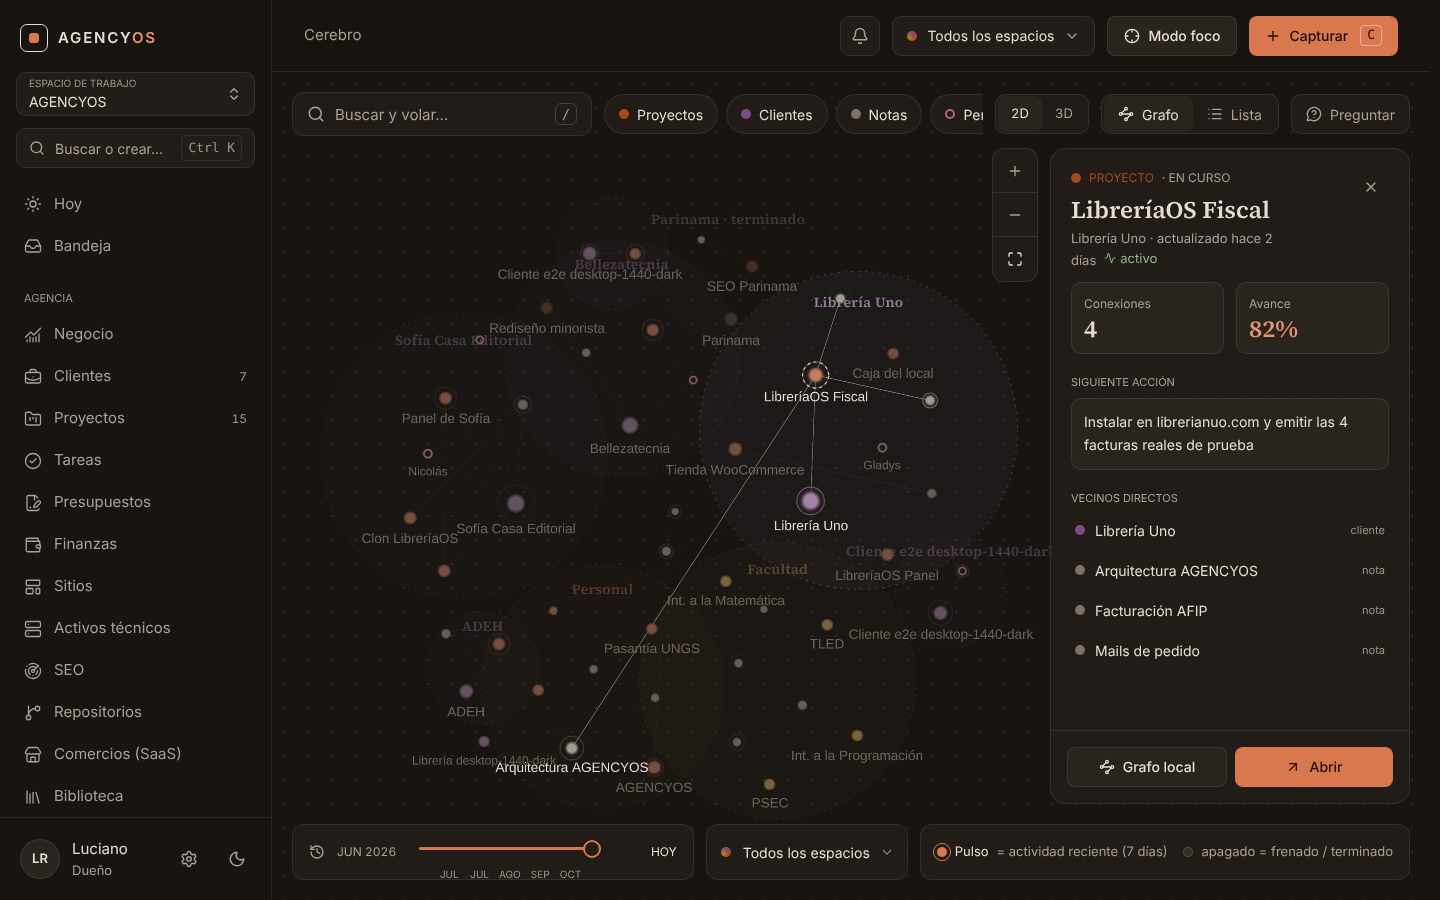 AGENCYOS
ESPACIO DE TRABAJO
AGENCYOS
Buscar o crear...
Ctrl K
Hoy
Bandeja
AGENCIA
Negocio
Clientes
7
Proyectos
15
Tareas
Presupuestos
Finanzas
Sitios
Activos técnicos
SEO
Repositorios
Comercios (SaaS)
Biblioteca
LR
Luciano
Dueño
Cerebro
Todos los espacios
Modo foco
+ Capturar
C
Buscar y volar...
/
Proyectos
Clientes
Notas
Per
2D
3D
Grafo
Lista
Preguntar
Parinama · terminado
Bellezatecnia
Cliente e2e desktop-1440-dark
SEO Parinama
Librería Uno
Rediseño minorista
Sofía Casa Editorial
Parinama
Caja del local
LibreríaOS Fiscal
Panel de Sofía
Bellezatecnia
Tienda WooCommerce
Gladys
Nicolás
Librería Uno
Sofía Casa Editorial
Clon LibreríaOS
Cliente e2e desktop-1440-dark
Facultad
LibreríaOS Panel
Personal
Int. a la Matemática
ADEH
Cliente e2e desktop-1440-dark
TLED
Pasantía UNGS
ADEH
Int. a la Programación
Librería desktop-1440-dark
Arquitectura AGENCYOS
AGENCYOS
PSEC
+
−
PROYECTO · EN CURSO
LibreríaOS Fiscal
Librería Uno · actualizado hace 2
días activo
Conexiones
4
Avance
82%
SIGUIENTE ACCIÓN
Instalar en librerianuo.com y emitir las 4
facturas reales de prueba
VECINOS DIRECTOS
Librería Uno
cliente
Arquitectura AGENCYOS
nota
Facturación AFIP
nota
Mails de pedido
nota
Grafo local
Abrir
JUN 2026
HOY
JUL JUL AGO SEP OCT
Todos los espacios
Pulso = actividad reciente (7 días)
apagado = frenado / terminado